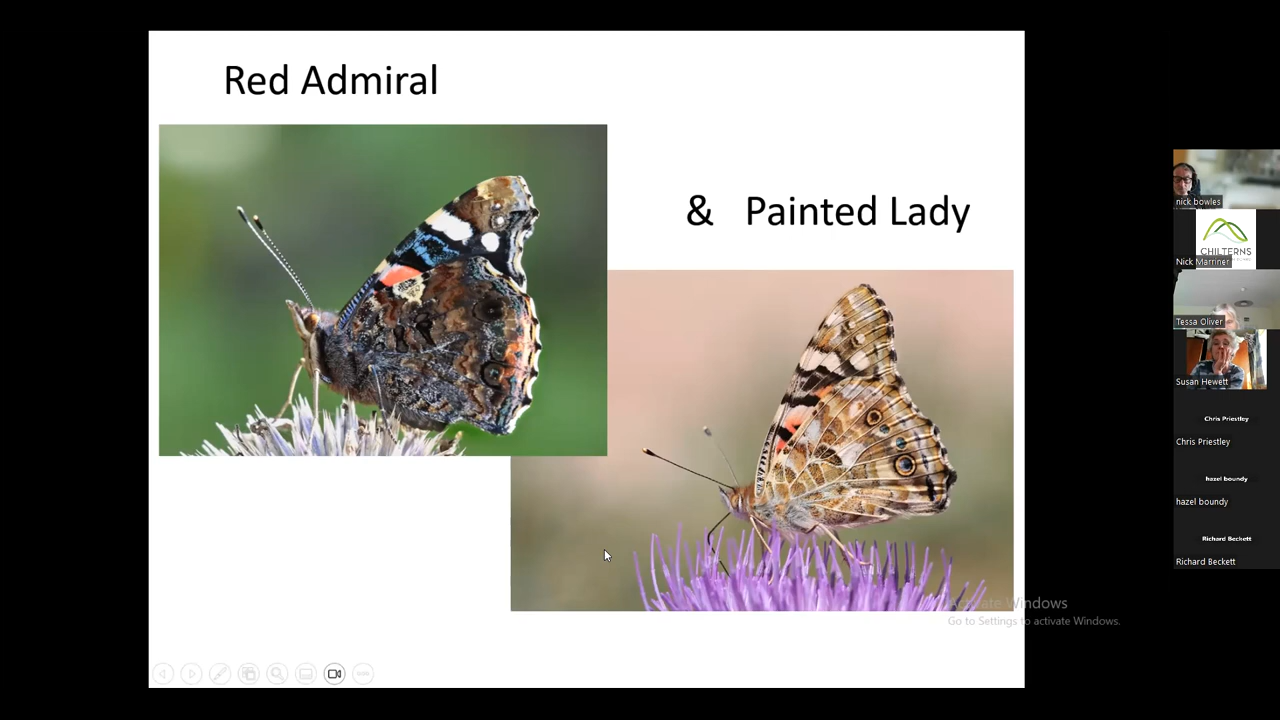 Red Admiral
& Painted Lady
nick bowles
CHILTERNS
Nick Marriner
Tessa Oliver
Susan Hewett
Chris Priestley
Chris Priestley
hazel boundy
hazel boundy
Richard Beckett
Richard Beckett
Activate Windows
Go to Settings to activate Windows.